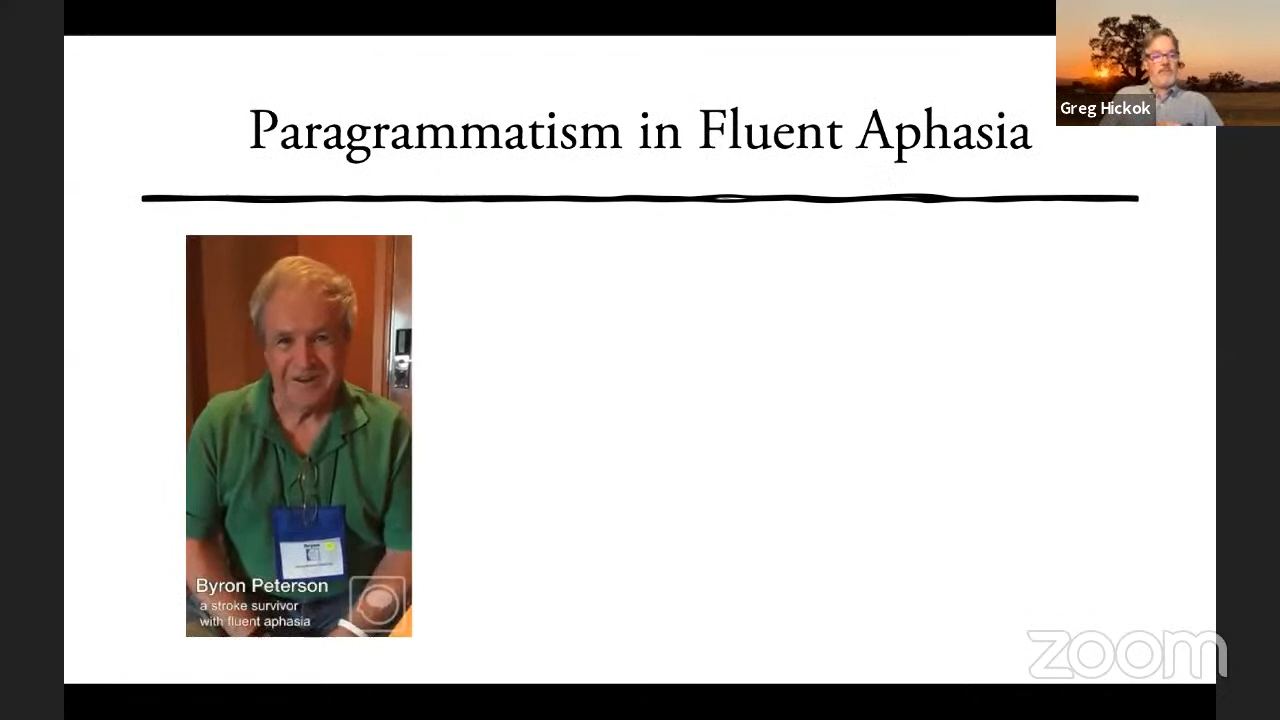 Greg Hickok
Paragrammatism in Fluent Aphasia
Byron Peterson
a stroke survivor
with fluent aphasia
zoom